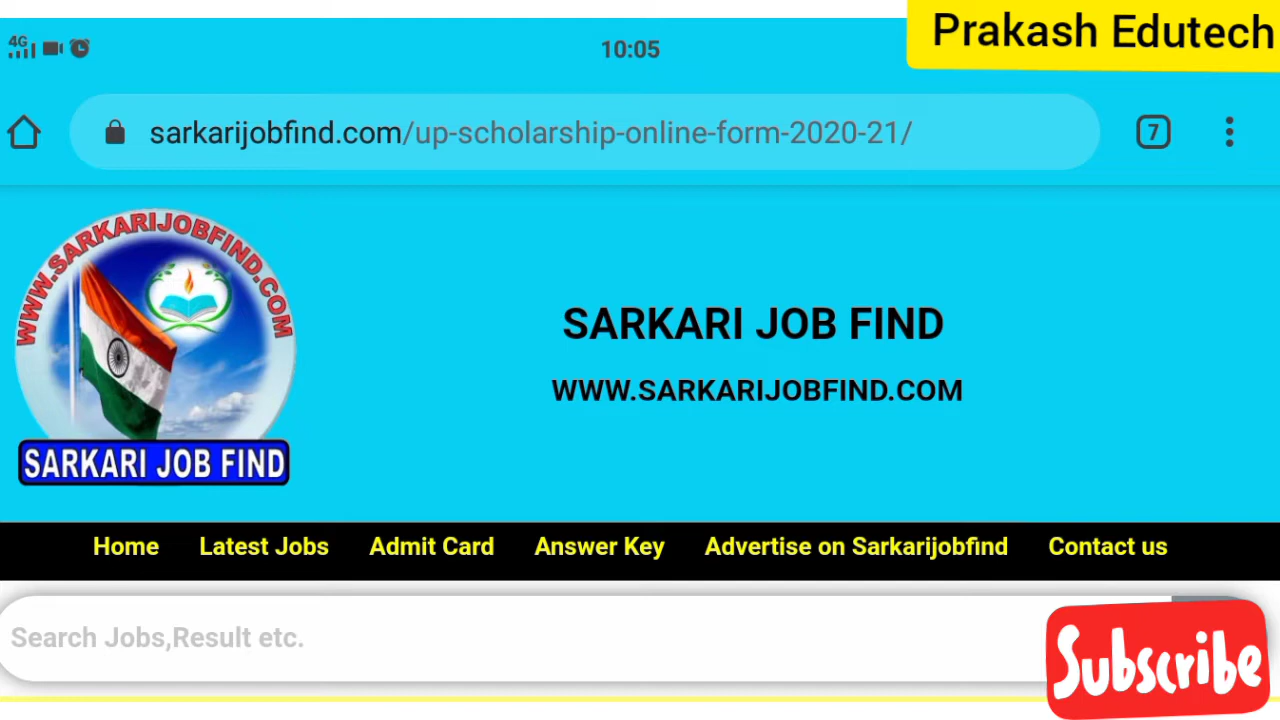 Prakash Edutech
4G
10:05
sarkarijobfind.com/up-scholarship-online-form-2020-21/
7
WWW.SARKARIJOBFIND.COM
SARKARI JOB FIND
SARKARI JOB FIND
WWW.SARKARIJOBFIND.COM
Home Latest Jobs Admit Card Answer Key Advertise on Sarkarijobfind Contact us
Search Jobs,Result etc.
Subscribe